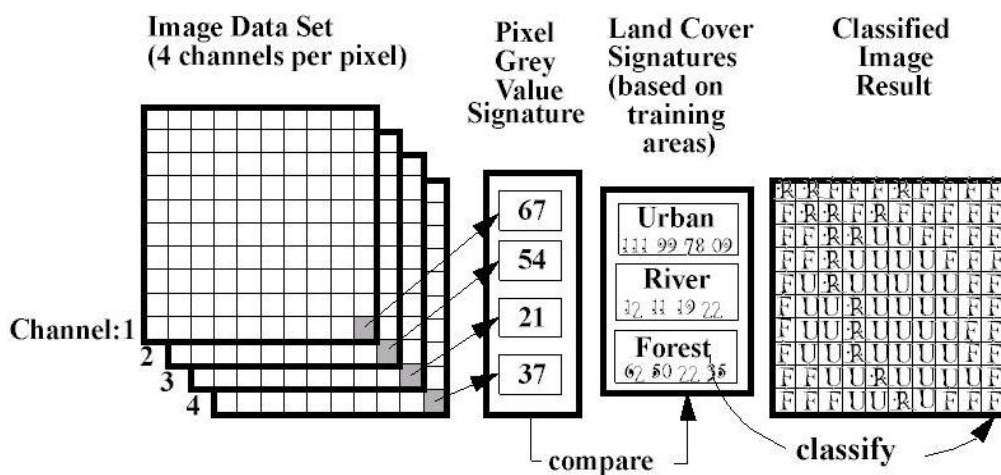 Image Data Set
(4 channels per pixel)
Pixel
Grey
Value
Signature
Land Cover
Signatures
(based on
training
areas)
Classified
Image
Result
Channel:1
2
3
4
67
54
21
37
Urban
111 99 78 09
River
12 11 19 22
Forest
62 50 22 35
R R F F F R F F F F
F R R F R F F F F F
F F R R U U F F F F
F F R U U U U F F F
F U R U U U U U F F
F U U R U U U U F F
F U U R U U U U F F
F U U R U U U U F F
F F U U R U U U U F
F F F U U R U F F F
compare
classify